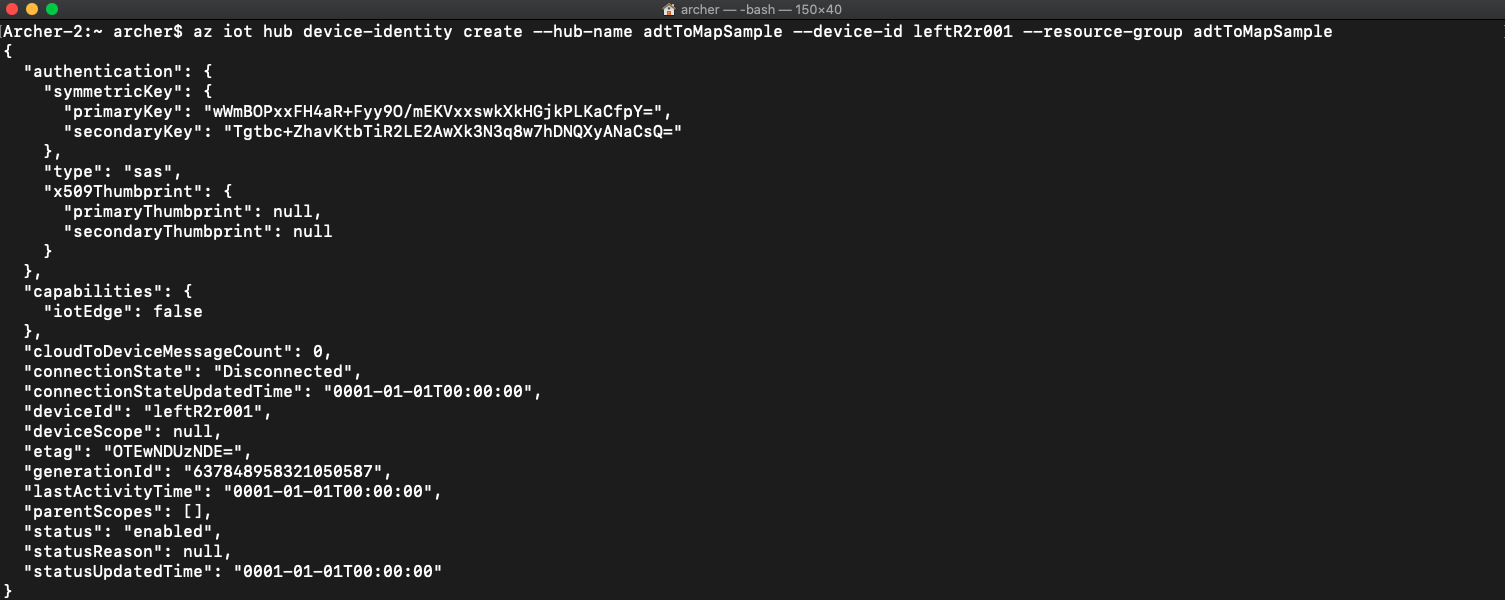 archer — -bash — 150×40
[Archer-2:~ archer$ az iot hub device-identity create --hub-name adtToMapSample --device-id leftR2r001 --resource-group adtToMapSample
{
  "authentication": {
    "symmetricKey": {
      "primaryKey": "wWmBOPxxFH4aR+Fyy9O/mEKVxxswkXkHGjkPLKaCfpY=",
      "secondaryKey": "Tgtbc+ZhavKtbTiR2LE2AwXk3N3q8w7hDNQXyANaCsQ="
    },
    "type": "sas",
    "x509Thumbprint": {
      "primaryThumbprint": null,
      "secondaryThumbprint": null
    }
  },
  "capabilities": {
    "iotEdge": false
  },
  "cloudToDeviceMessageCount": 0,
  "connectionState": "Disconnected",
  "connectionStateUpdatedTime": "0001-01-01T00:00:00",
  "deviceId": "leftR2r001",
  "deviceScope": null,
  "etag": "OTEwNDUzNDE=",
  "generationId": "637848958321050587",
  "lastActivityTime": "0001-01-01T00:00:00",
  "parentScopes": [],
  "status": "enabled",
  "statusReason": null,
  "statusUpdatedTime": "0001-01-01T00:00:00"
}